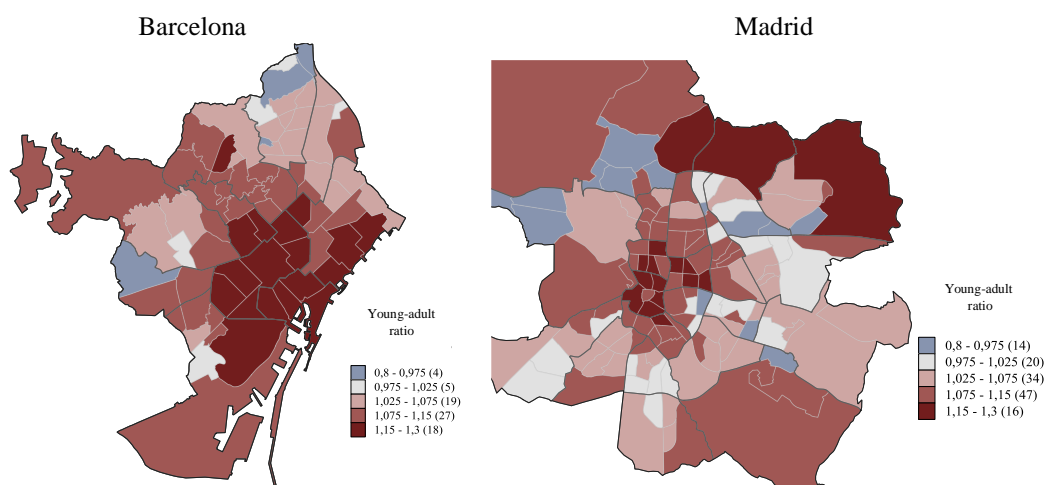 Barcelona
Madrid
Young-adult
ratio
0,8 - 0,975 (4)
0,975 - 1,025 (5)
1,025 - 1,075 (19)
1,075 - 1,15 (27)
1,15 - 1,3 (18)
Young-adult
ratio
0,8 - 0,975 (14)
0,975 - 1,025 (20)
1,025 - 1,075 (34)
1,075 - 1,15 (47)
1,15 - 1,3 (16)